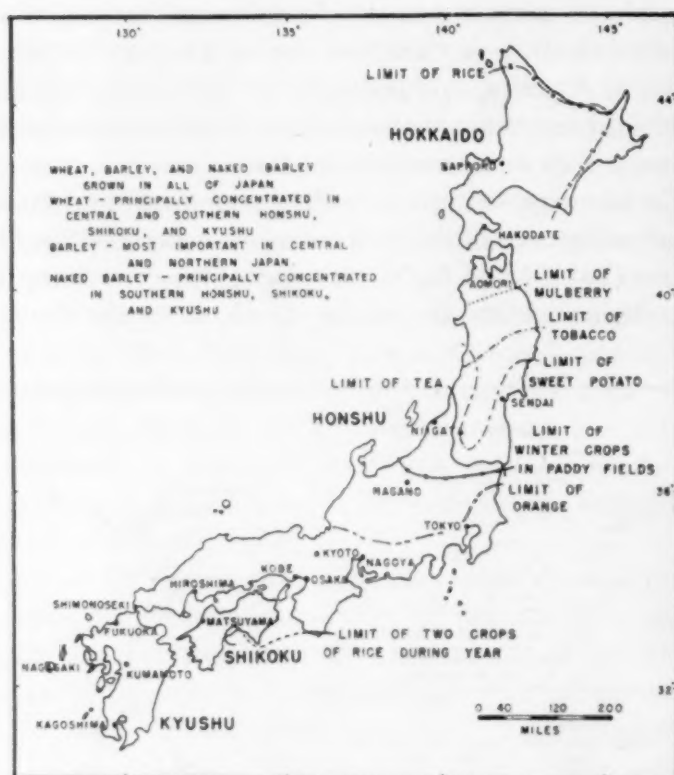 130° 135° 140° 145°
LIMIT OF RICE
44°
HOKKAIDO
SAPPORO
WHEAT, BARLEY, AND NAKED BARLEY
GROWN IN ALL OF JAPAN
WHEAT – PRINCIPALLY CONCENTRATED IN
CENTRAL AND SOUTHERN HONSHU,
SHIKOKU, AND KYUSHU
BARLEY – MOST IMPORTANT IN CENTRAL
AND NORTHERN JAPAN
NAKED BARLEY – PRINCIPALLY CONCENTRATED
IN SOUTHERN HONSHU, SHIKOKU,
AND KYUSHU
HAKODATE
AOMORI
LIMIT OF
MULBERRY
40°
LIMIT OF
TOBACCO
LIMIT OF
SWEET POTATO
LIMIT OF TEA
SENDAI
HONSHU
NIIGATA
LIMIT OF
WINTER CROPS
IN PADDY FIELDS
NAGANO
36°
LIMIT OF
ORANGE
TOKYO
KYOTO
NAGOYA
KOBE
OSAKA
HIROSHIMA
SHIMONOSEKI
MATSUYAMA
FUKUOKA
LIMIT OF TWO CROPS
OF RICE DURING YEAR
SHIKOKU
NAGASAKI
KUMAMOTO
32°
KAGOSHIMA
KYUSHU
0 40 80 120 200
MILES